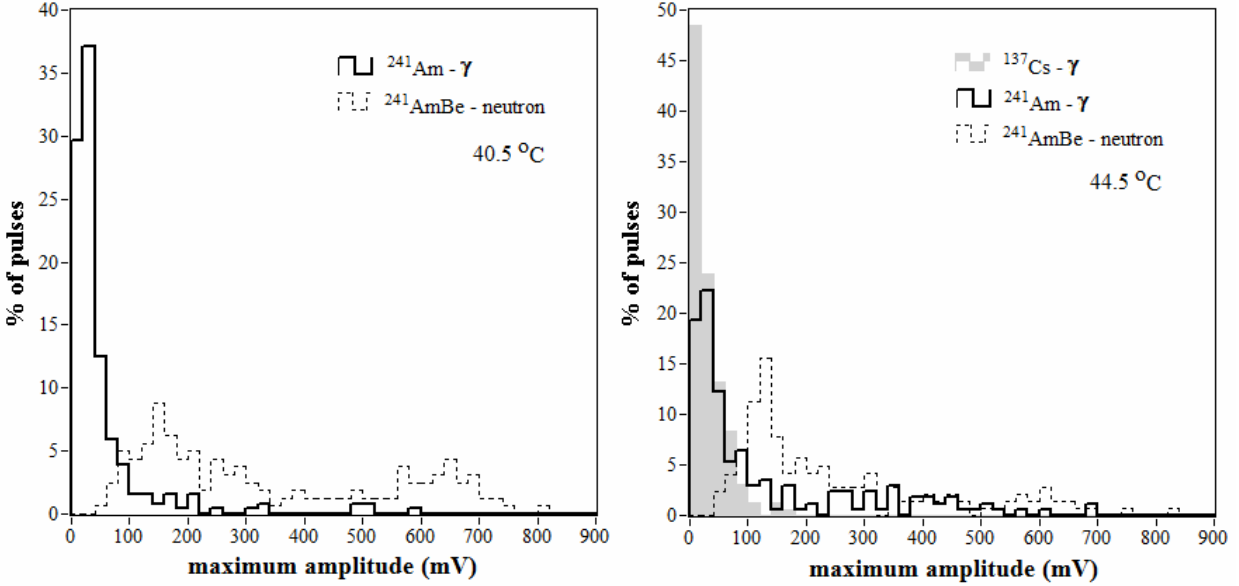 % of pulses
40
35
30
25
20
15
10
5
0
²⁴¹Am - γ
²⁴¹AmBe - neutron
40.5 °C
0 100 200 300 400 500 600 700 800 900
maximum amplitude (mV)
% of pulses
50
45
40
35
30
25
20
15
10
5
0
¹³⁷Cs - γ
²⁴¹Am - γ
²⁴¹AmBe - neutron
44.5 °C
0 100 200 300 400 500 600 700 800 900
maximum amplitude (mV)